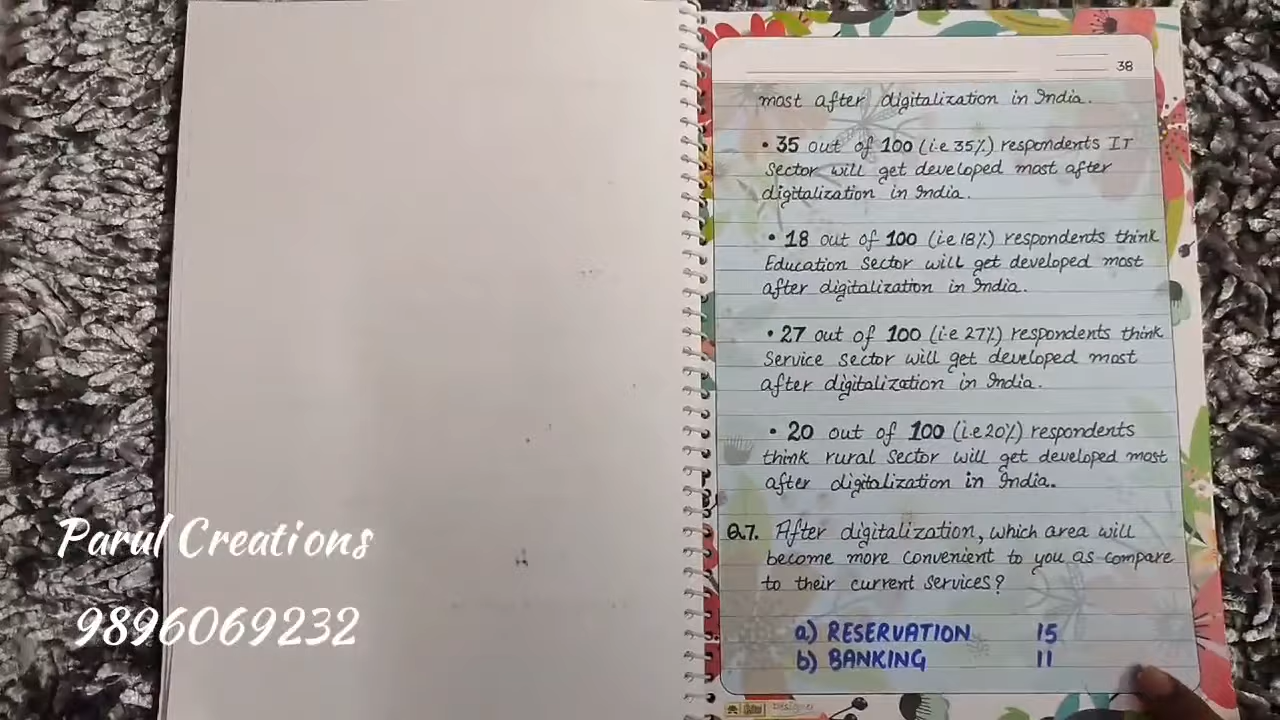 38
most after digitalization in India.
• 35 out of 100 (i.e 35%) respondents IT
Sector will get developed most after
digitalization in India.
• 18 out of 100 (i.e 18%) respondents think
Education Sector will get developed most
after digitalization in India.
• 27 out of 100 (i.e 27%) respondents think
Service sector will get developed most
after digitalization in India.
• 20 out of 100 (i.e 20%) respondents
think rural Sector will get developed most
after digitalization in India.
Q.7. After digitalization, which area will
become more convenient to you as compare
to their current services?
a) RESERVATION 15
b) BANKING 11
Parul Creations
9896069232